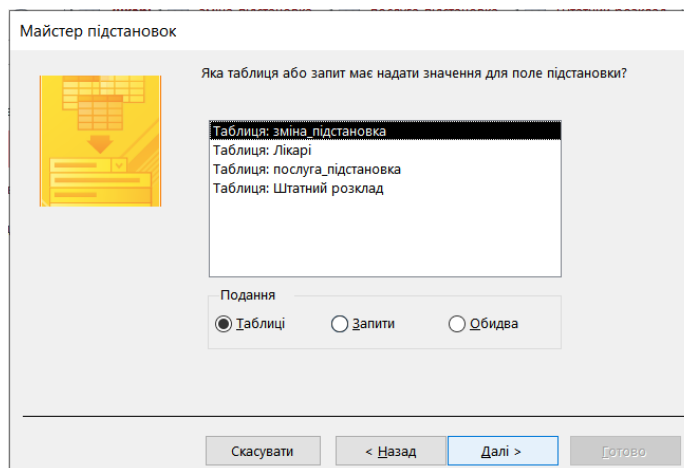 Майстер підстановок
Яка таблиця або запит має надати значення для поле підстановки?
Таблиця: зміна_підстановка
Таблиця: Лікарі
Таблиця: послуга_підстановка
Таблиця: Штатний розклад
Подання
Таблиці Запити Обидва
Скасувати < Назад Далі > Готово